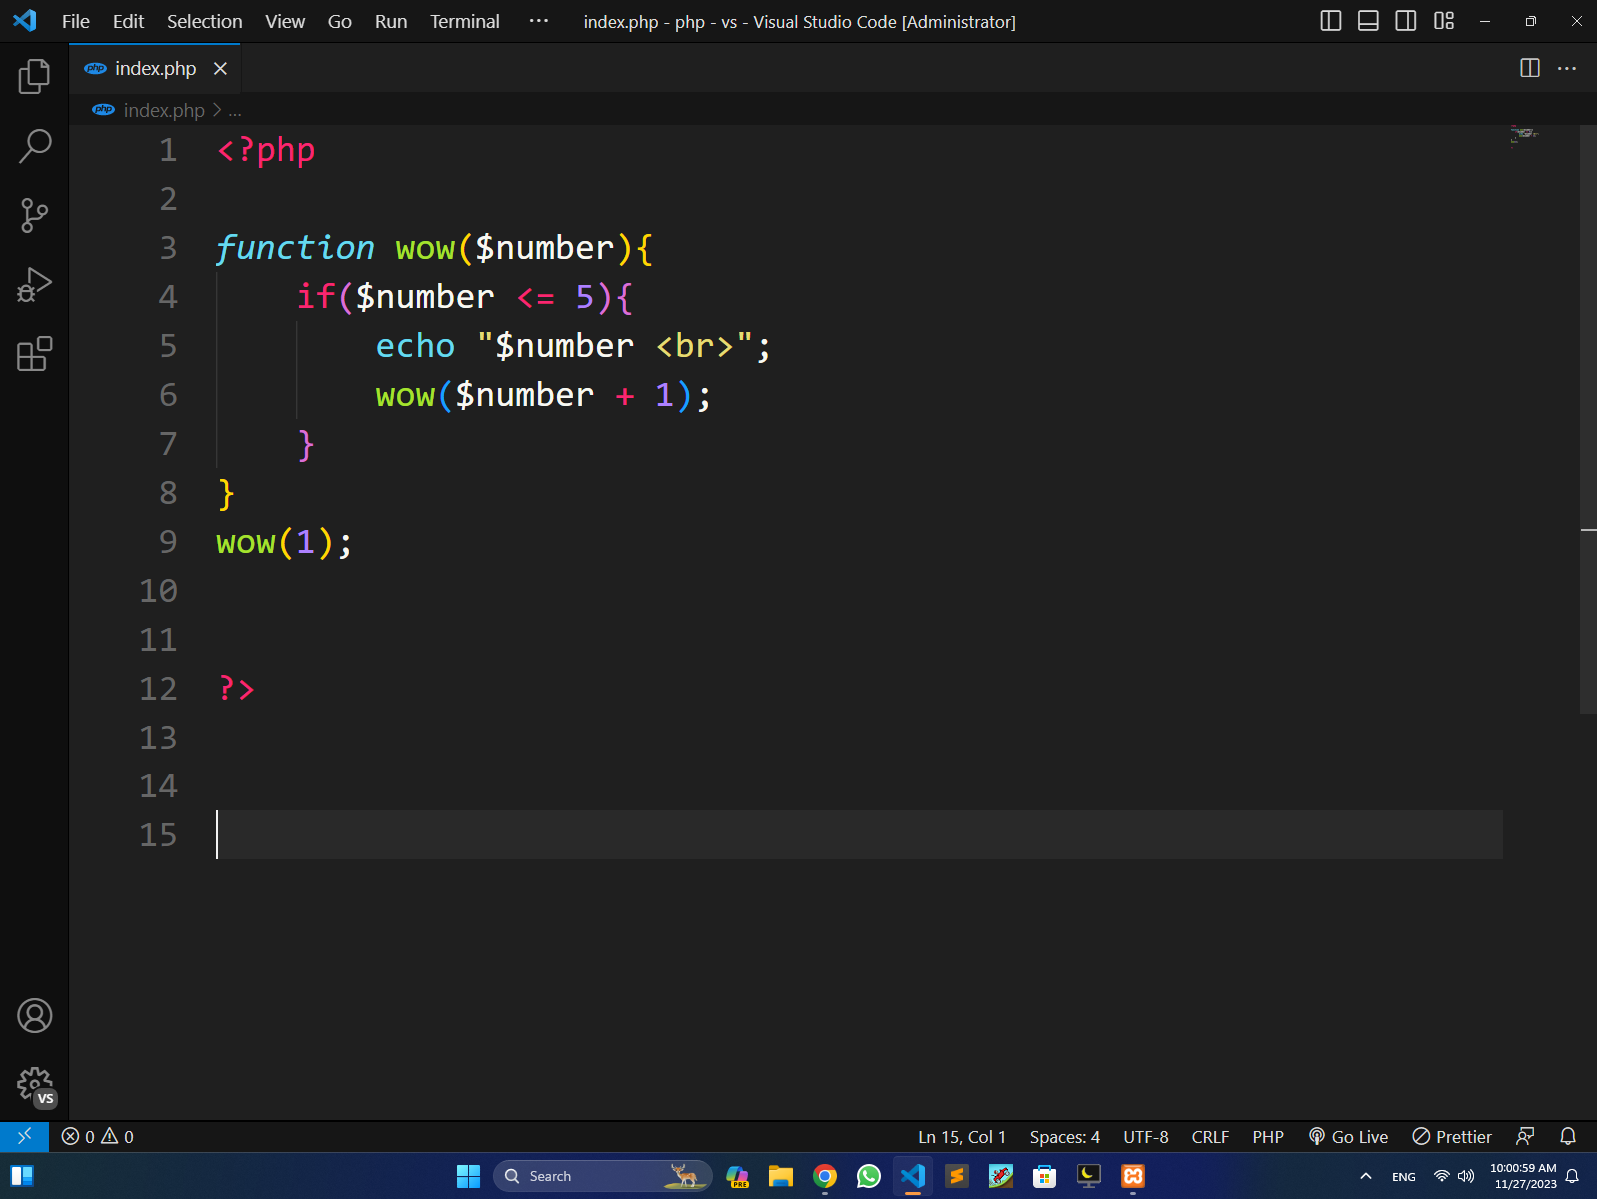 File Edit Selection View Go Run Terminal ··· index.php - php - vs - Visual Studio Code [Administrator]
php index.php
php index.php > ...
1 <?php
2
3 function wow($number){
4     if($number <= 5){
5         echo "$number <br>";
6         wow($number + 1);
7     }
8 }
9 wow(1);
10
11
12 ?>
13
14
15
VS
0 0 Ln 15, Col 1 Spaces: 4 UTF-8 CRLF PHP Go Live Prettier
Search PRE ENG 10:00:59 AM
11/27/2023